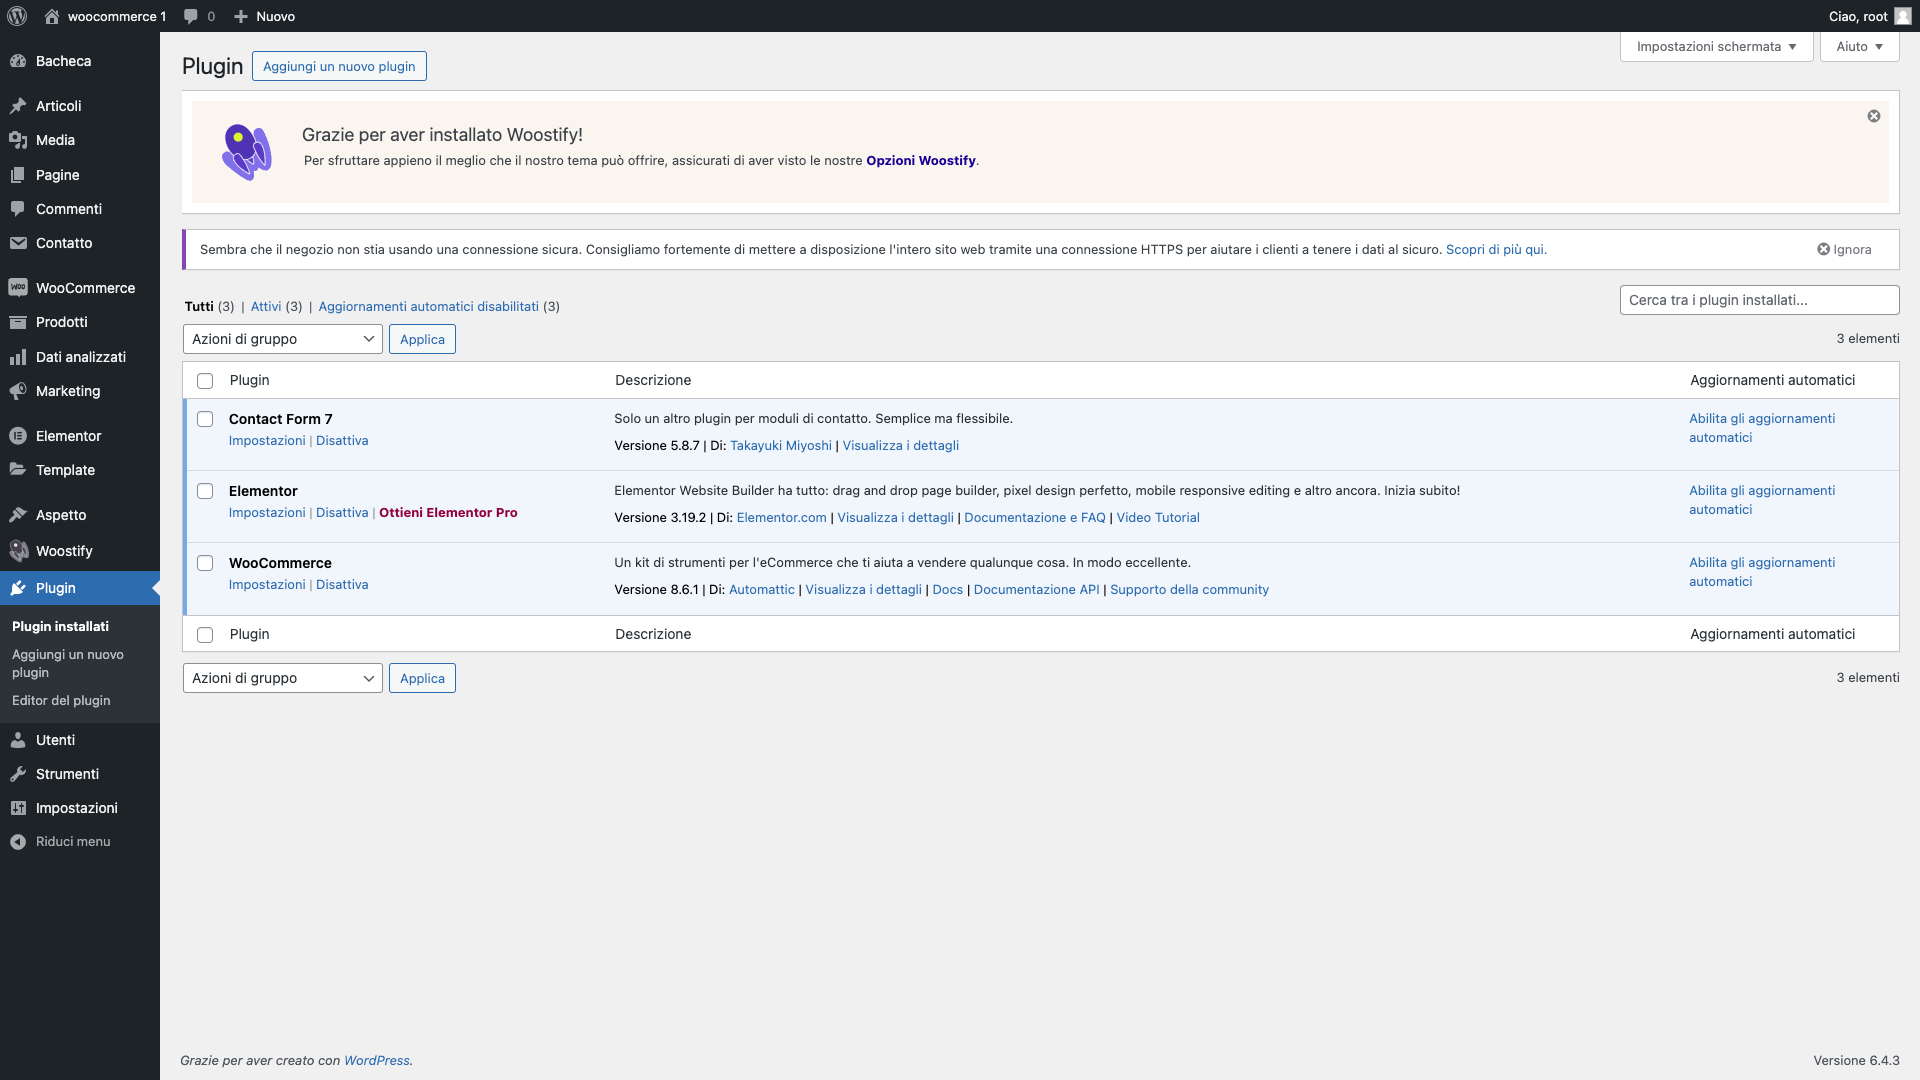 woocommerce 1
0
Nuovo
Ciao, root
Bacheca
Articoli
Media
Pagine
Commenti
Contatto
WooCommerce
Prodotti
Dati analizzati
Marketing
Elementor
Template
Aspetto
Woostify
Plugin
Plugin installati
Aggiungi un nuovo
plugin
Editor del plugin
Utenti
Strumenti
Impostazioni
Riduci menu
Impostazioni schermata
Aiuto
Plugin
Aggiungi un nuovo plugin
Grazie per aver installato Woostify!
Per sfruttare appieno il meglio che il nostro tema può offrire, assicurati di aver visto le nostre Opzioni Woostify.
Sembra che il negozio non stia usando una connessione sicura. Consigliamo fortemente di mettere a disposizione l'intero sito web tramite una connessione HTTPS per aiutare i clienti a tenere i dati al sicuro. Scopri di più qui.
Ignora
Tutti (3) | Attivi (3) | Aggiornamenti automatici disabilitati (3)
Cerca tra i plugin installati...
Azioni di gruppo
Applica
3 elementi
Plugin
Descrizione
Aggiornamenti automatici
Contact Form 7
Impostazioni | Disattiva
Solo un altro plugin per moduli di contatto. Semplice ma flessibile.
Versione 5.8.7 | Di: Takayuki Miyoshi | Visualizza i dettagli
Abilita gli aggiornamenti
automatici
Elementor
Impostazioni | Disattiva | Ottieni Elementor Pro
Elementor Website Builder ha tutto: drag and drop page builder, pixel design perfetto, mobile responsive editing e altro ancora. Inizia subito!
Versione 3.19.2 | Di: Elementor.com | Visualizza i dettagli | Documentazione e FAQ | Video Tutorial
Abilita gli aggiornamenti
automatici
WooCommerce
Impostazioni | Disattiva
Un kit di strumenti per l'eCommerce che ti aiuta a vendere qualunque cosa. In modo eccellente.
Versione 8.6.1 | Di: Automattic | Visualizza i dettagli | Docs | Documentazione API | Supporto della community
Abilita gli aggiornamenti
automatici
Plugin
Descrizione
Aggiornamenti automatici
Azioni di gruppo
Applica
3 elementi
Grazie per aver creato con WordPress.
Versione 6.4.3